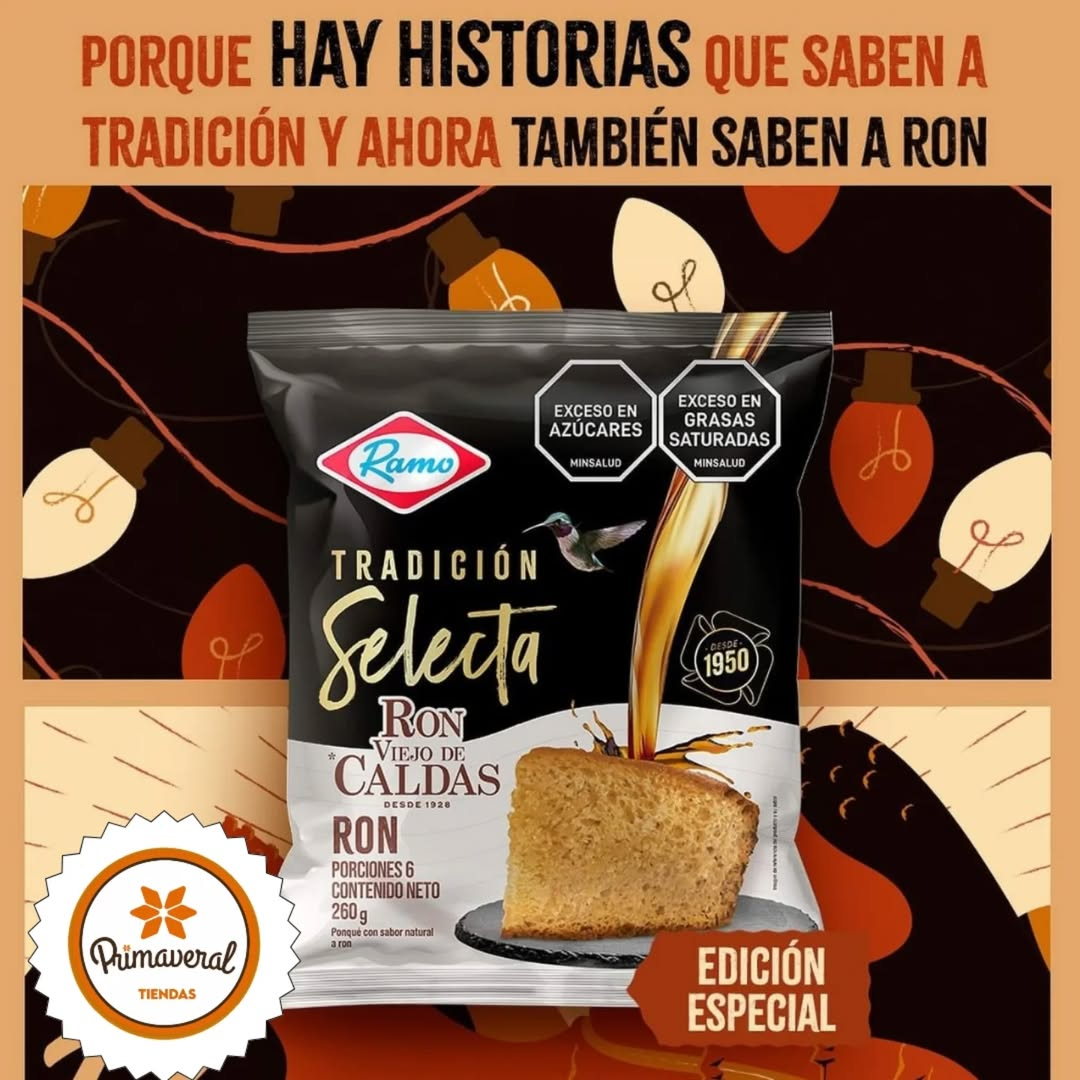 PORQUE HAY HISTORIAS QUE SABEN A
TRADICIÓN Y AHORA TAMBIÉN SABEN A RON
EXCESO EN
AZÚCARES
MINSALUD
EXCESO EN
GRASAS
SATURADAS
MINSALUD
Ramo
TRADICIÓN
Selecta
DESDE
1950
RON
VIEJO DE
*CALDAS
DESDE 1928
RON
PORCIONES 6
CONTENIDO NETO
260 g
Ponqué con sabor natural
a ron
Primaveral
TIENDAS
EDICIÓN
ESPECIAL